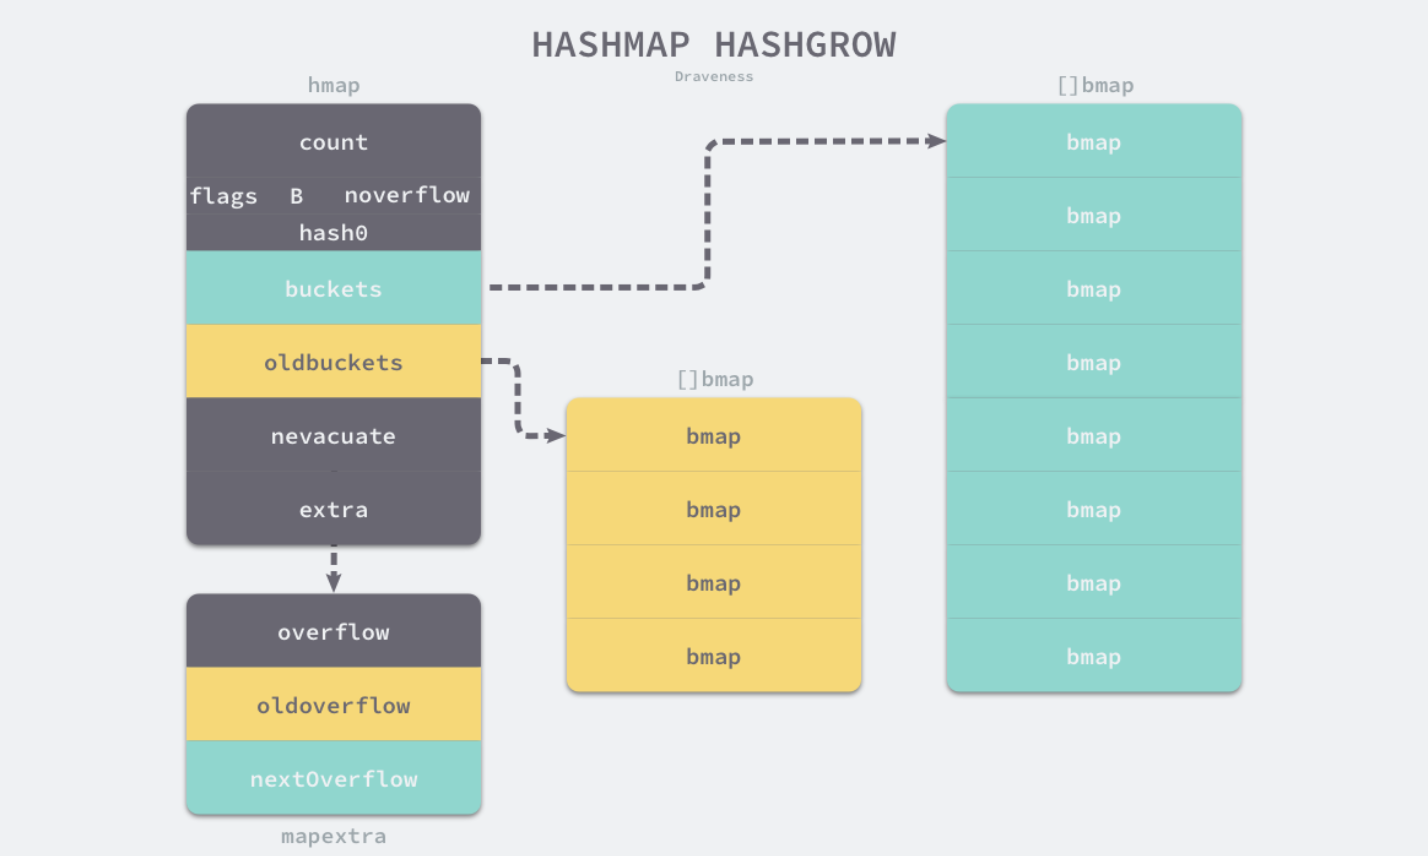 HASHMAP HASHGROW
Draveness
hmap
count
flags B noverflow
hash0
buckets
oldbuckets
nevacuate
extra
overflow
oldoverflow
nextOverflow
mapextra
[]bmap
bmap
bmap
bmap
bmap
[]bmap
bmap
bmap
bmap
bmap
bmap
bmap
bmap
bmap